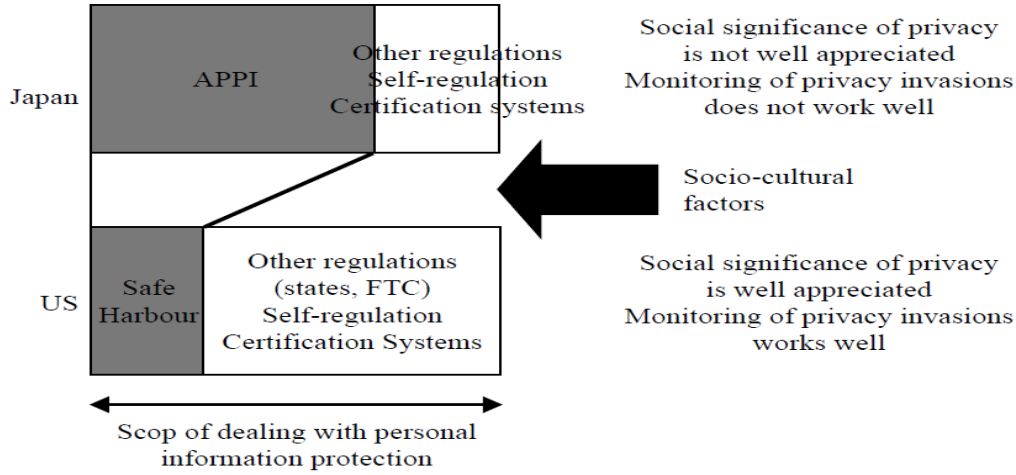 Japan
APPI
Other regulations
Self-regulation
Certification systems
Social significance of privacy
is not well appreciated
Monitoring of privacy invasions
does not work well
Socio-cultural
factors
US
Safe
Harbour
Other regulations
(states, FTC)
Self-regulation
Certification Systems
Social significance of privacy
is well appreciated
Monitoring of privacy invasions
works well
Scop of dealing with personal
information protection